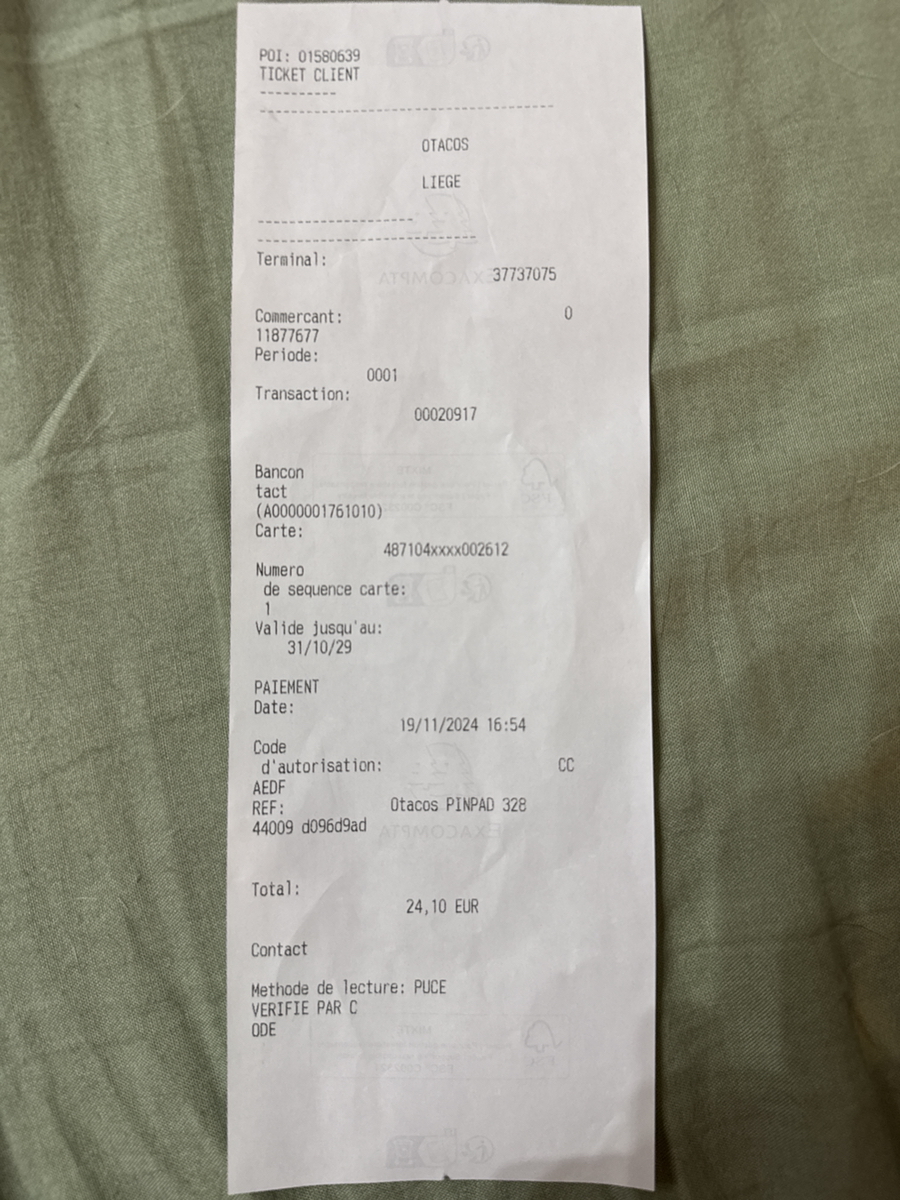 POI: 01580639
TICKET CLIENT
----------
--------------------------------------
OTACOS
LIEGE
--------------------
----------------------------
Terminal:
37737075
Commercant: 0
11877677
Periode:
0001
Transaction:
00020917
Bancon
tact
(A0000001761010)
Carte:
487104xxxx002612
Numero
de sequence carte:
1
Valide jusqu'au:
31/10/29
PAIEMENT
Date:
19/11/2024 16:54
Code
d'autorisation: CC
AEDF
REF: Otacos PINPAD 328
44009 d096d9ad
EXACOMPTA
Total:
24,10 EUR
Contact
Methode de lecture: PUCE
VERIFIE PAR C
ODE